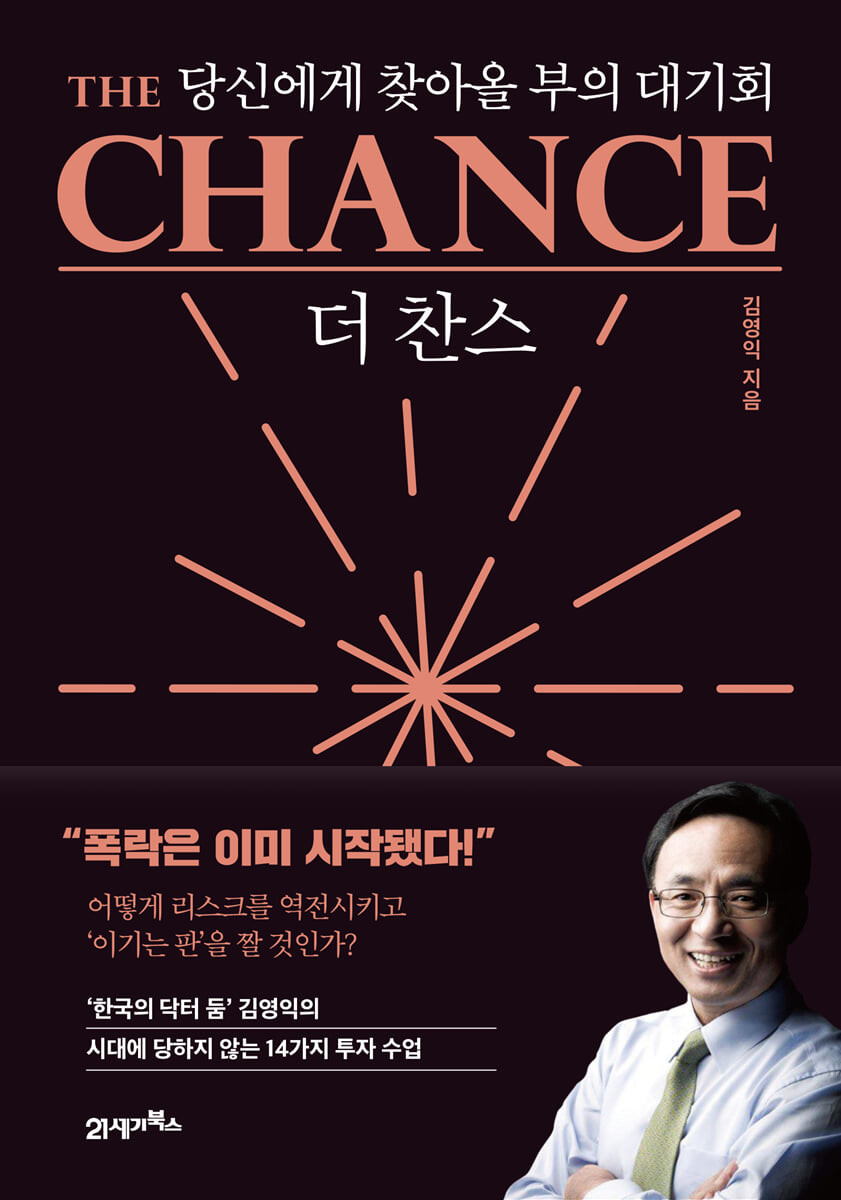 THE 당신에게 찾아올 부의 대기회
CHANCE
더 찬스
김영익 지음
“폭락은 이미 시작됐다!”
어떻게 리스크를 역전시키고
‘이기는 판’을 짤 것인가?
‘한국의 닥터 둠’ 김영익의
시대에 당하지 않는 14가지 투자 수업
21세기북스